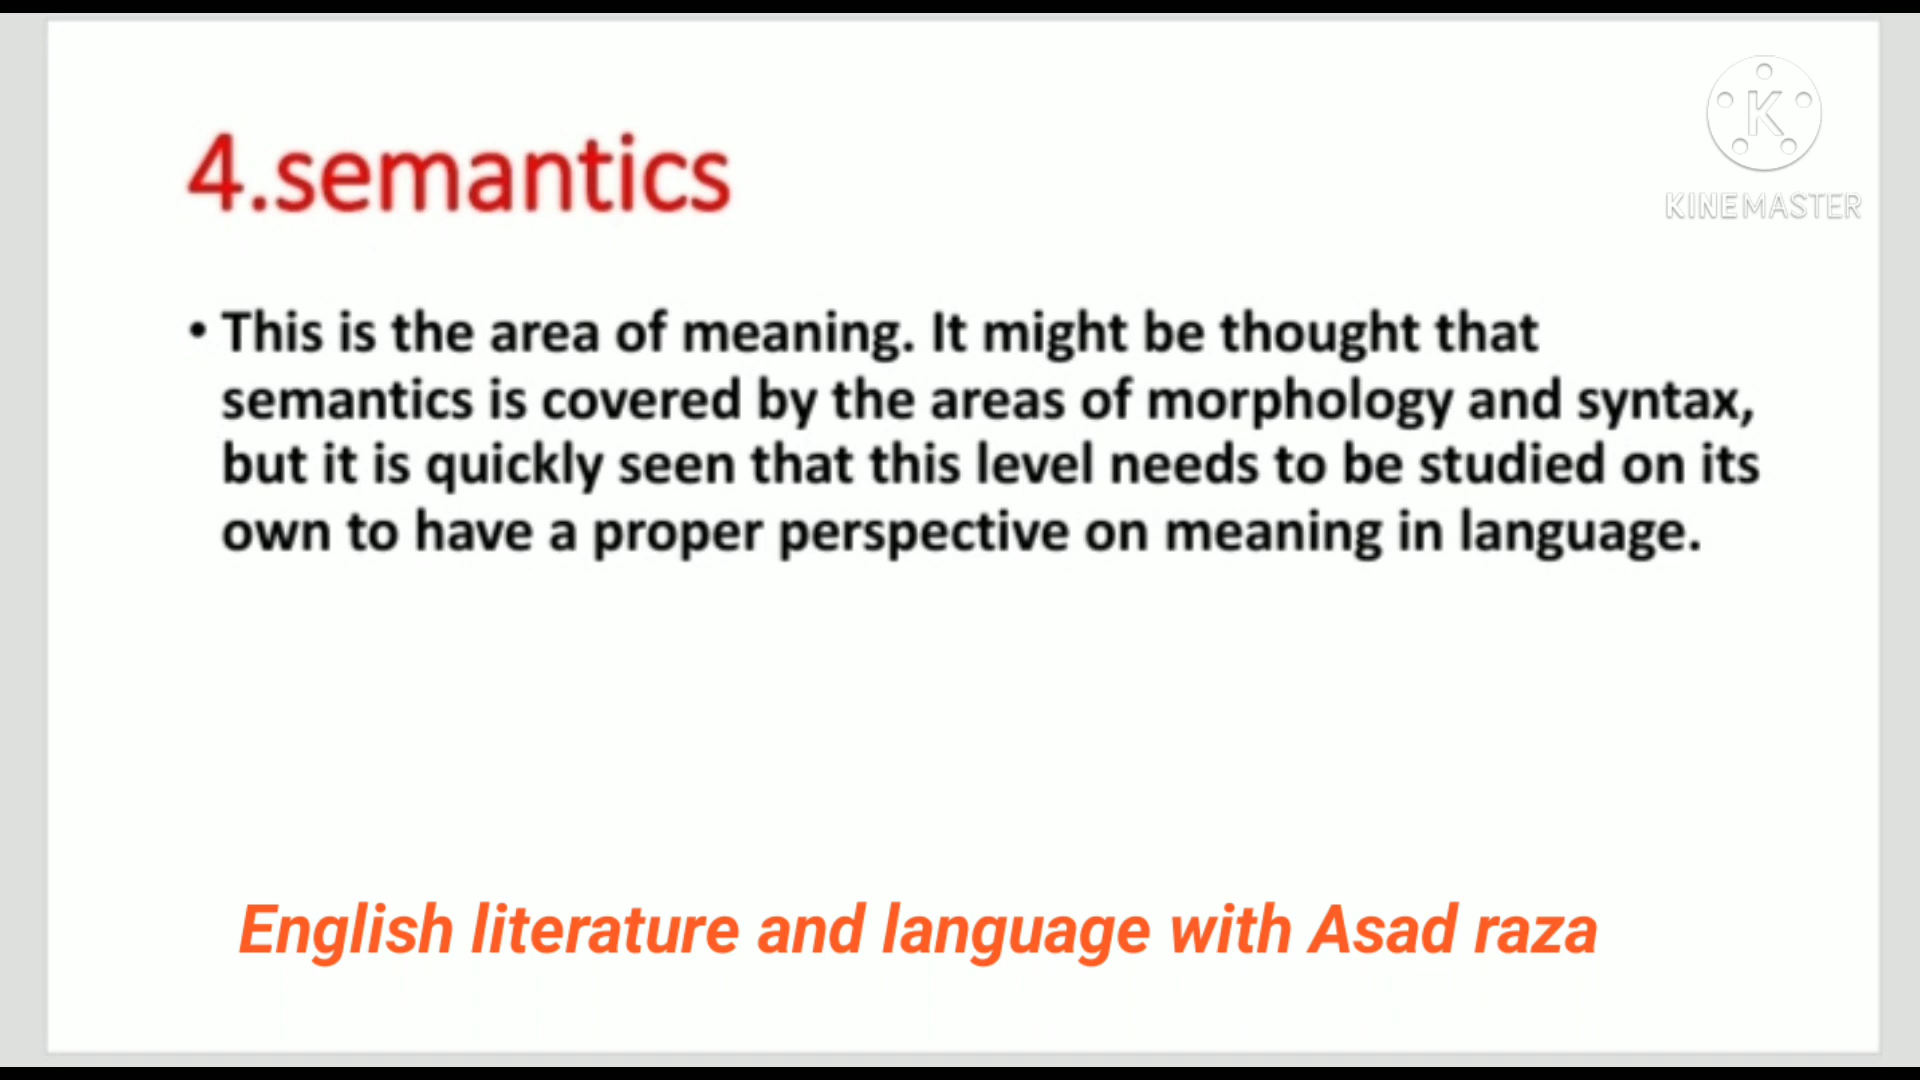 4.semantics
K
KINEMASTER
• This is the area of meaning. It might be thought that
semantics is covered by the areas of morphology and syntax,
but it is quickly seen that this level needs to be studied on its
own to have a proper perspective on meaning in language.
English literature and language with Asad raza